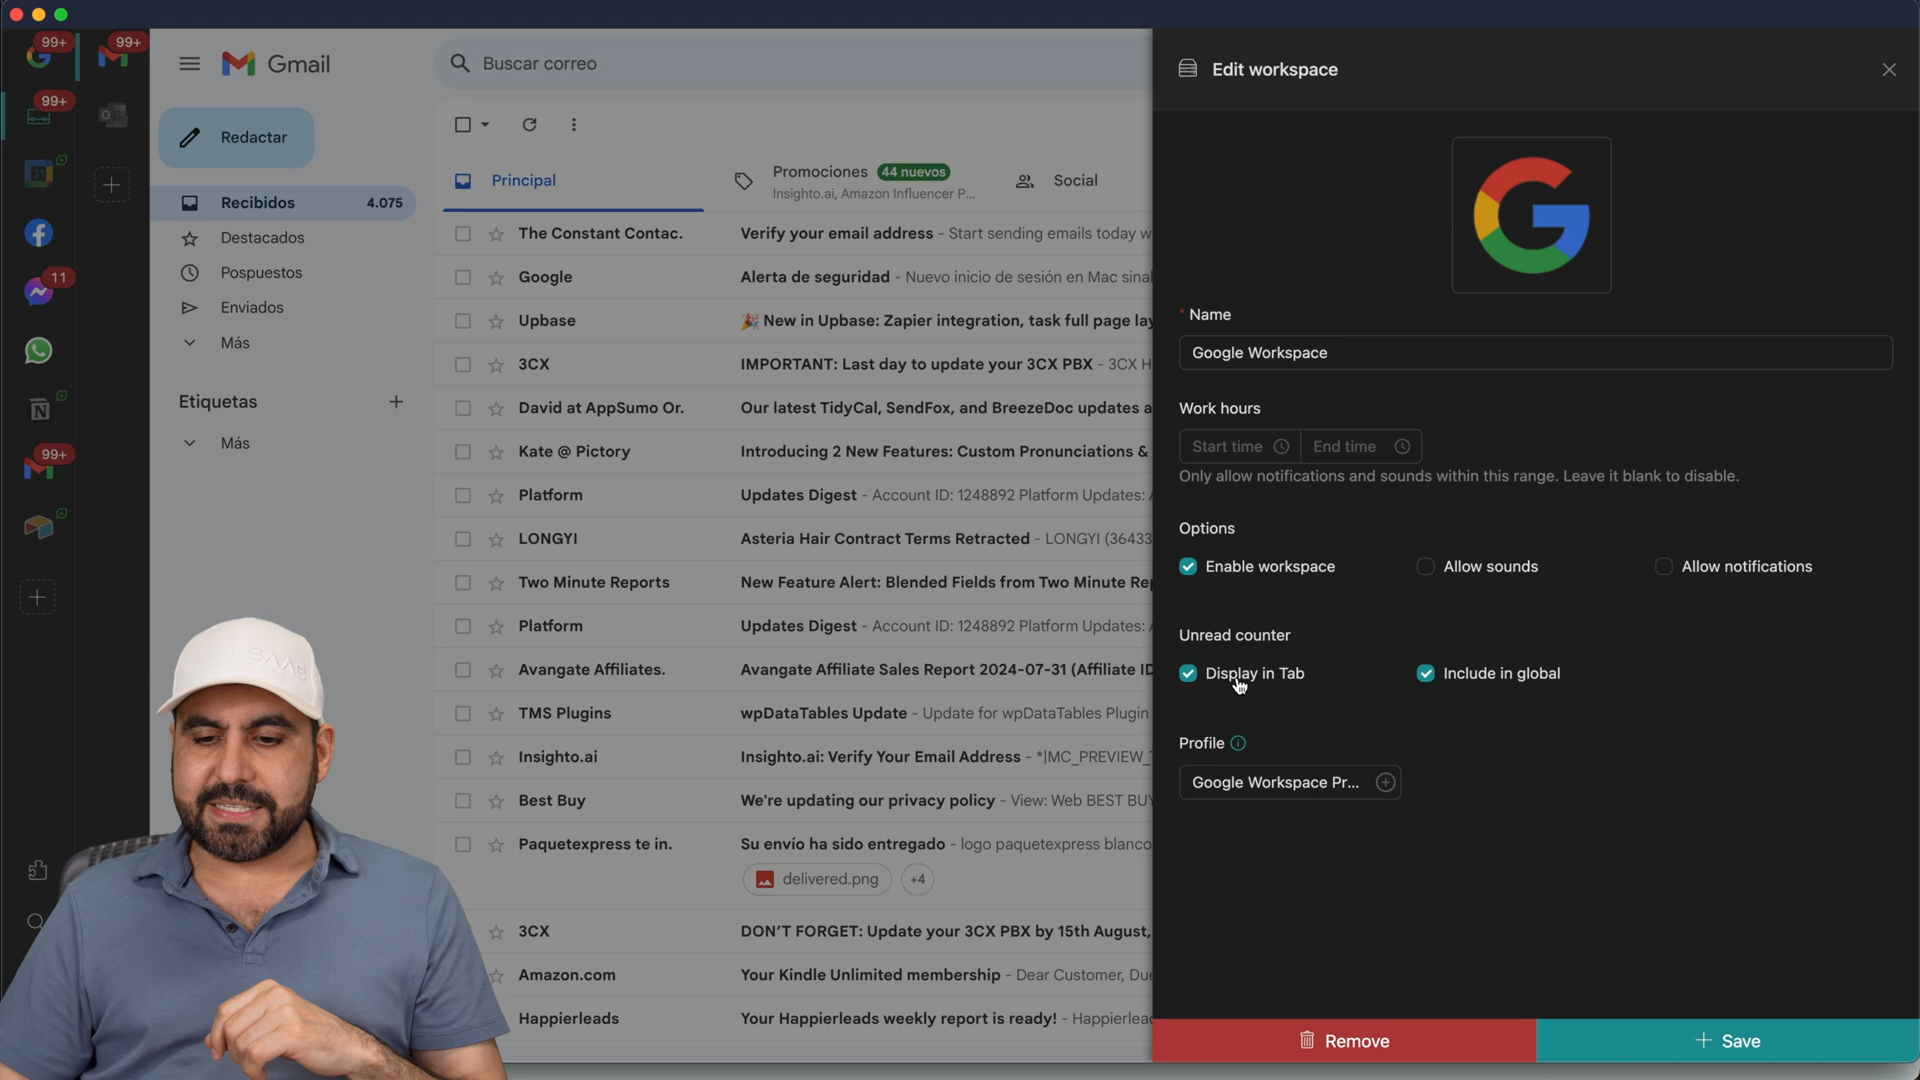 99+
99+
99+
31
11
99+
Gmail
Buscar correo
Redactar
Recibidos 4.075
Destacados
Pospuestos
Enviados
Más
Etiquetas
Más
Principal
Promociones 44 nuevos
Insighto.ai, Amazon Influencer P...
Social
The Constant Contac. Verify your email address - Start sending emails today w
Google Alerta de seguridad - Nuevo inicio de sesión en Mac sinal
Upbase 🎉 New in Upbase: Zapier integration, task full page lay
3CX IMPORTANT: Last day to update your 3CX PBX - 3CX H
David at AppSumo Or. Our latest TidyCal, SendFox, and BreezeDoc updates a
Kate @ Pictory Introducing 2 New Features: Custom Pronunciations &
Platform Updates Digest - Account ID: 1248892 Platform Updates: A
LONGYI Asteria Hair Contract Terms Retracted - LONGYI (36433
Two Minute Reports New Feature Alert: Blended Fields from Two Minute Rep
Platform Updates Digest - Account ID: 1248892 Platform Updates: A
Avangate Affiliates. Avangate Affiliate Sales Report 2024-07-31 (Affiliate ID
TMS Plugins wpDataTables Update - Update for wpDataTables Plugin
Insighto.ai Insighto.ai: Verify Your Email Address - *|MC_PREVIEW_T
Best Buy We're updating our privacy policy - View: Web BEST BUY
Paquetexpress te in. Su envío ha sido entregado - logo paquetexpress blanco
delivered.png +4
3CX DON'T FORGET: Update your 3CX PBX by 15th August,
Amazon.com Your Kindle Unlimited membership - Dear Customer, Due
Happierleads Your Happierleads weekly report is ready! - Happierlead
Edit workspace
* Name
Google Workspace
Work hours
Start time End time
Only allow notifications and sounds within this range. Leave it blank to disable.
Options
Enable workspace Allow sounds Allow notifications
Unread counter
Display in Tab Include in global
Profile
Google Workspace Pr...
Remove Save